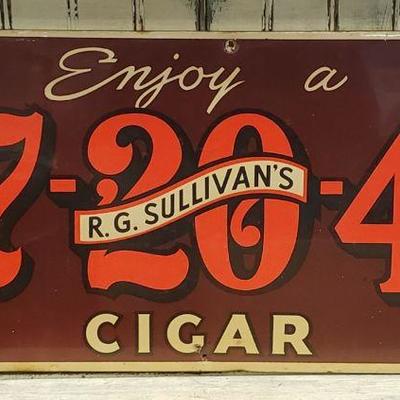 Enjoy a
7-20-4
R.G. SULLIVAN'S
CIGAR